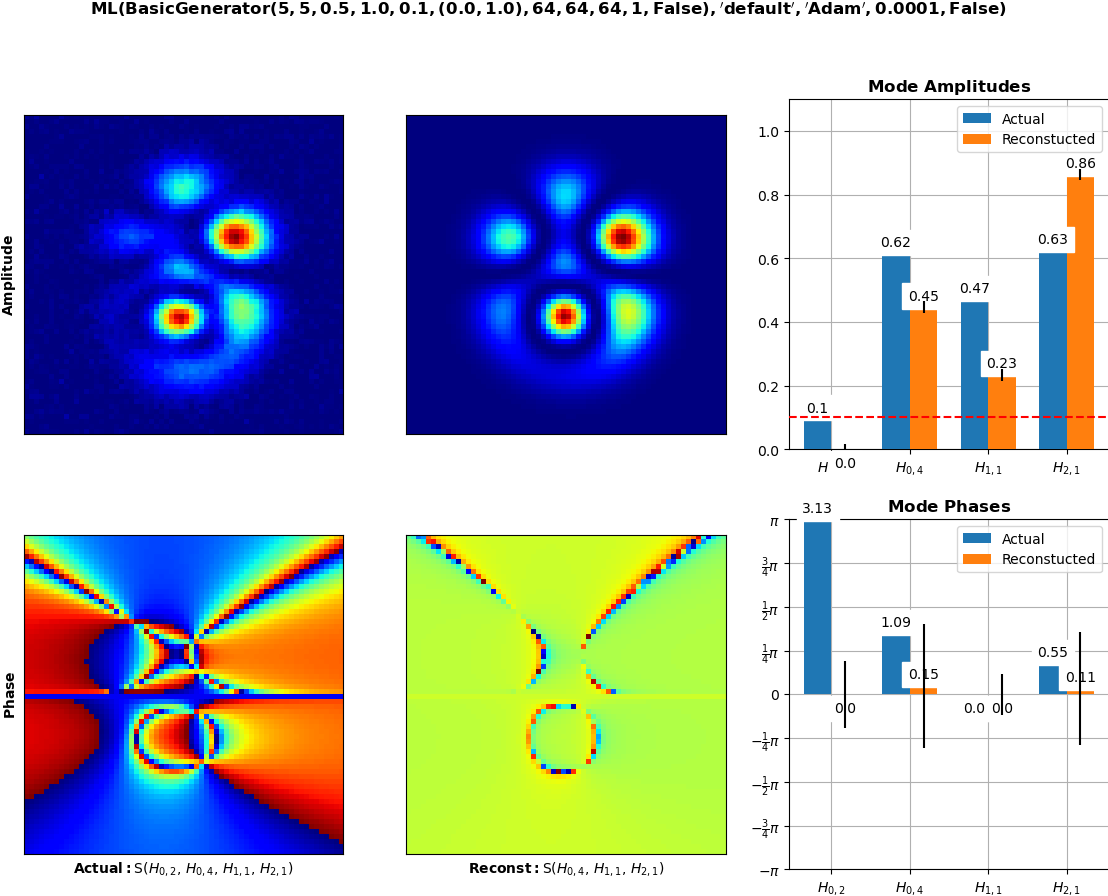 ML(BasicGenerator(5, 5, 0.5, 1.0, 0.1, (0.0, 1.0), 64, 64, 64, 1, False), 'default', 'Adam', 0.0001, False)
Amplitude
Mode Amplitudes
Actual
Reconstucted
1.0
0.8
0.6
0.4
0.2
0.0
0.1
0.0
0.62
0.45
0.47
0.23
0.63
0.86
H
H₀,₄
H₁,₁
H₂,₁
Phase
Actual: S(H₀,₂, H₀,₄, H₁,₁, H₂,₁)
Reconst: S(H₀,₄, H₁,₁, H₂,₁)
Mode Phases
Actual
Reconstucted
π
¾π
½π
¼π
0
−¼π
−½π
−¾π
−π
3.13
0.0
1.09
0.15
0.0
0.0
0.55
0.11
H₀,₂
H₀,₄
H₁,₁
H₂,₁